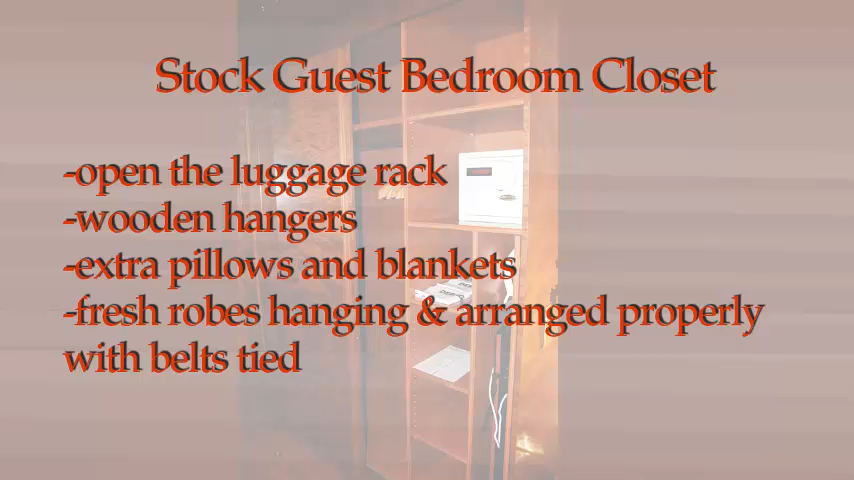 Stock Guest Bedroom Closet
-open the luggage rack
-wooden hangers
-extra pillows and blankets
-fresh robes hanging & arranged properly
with belts tied